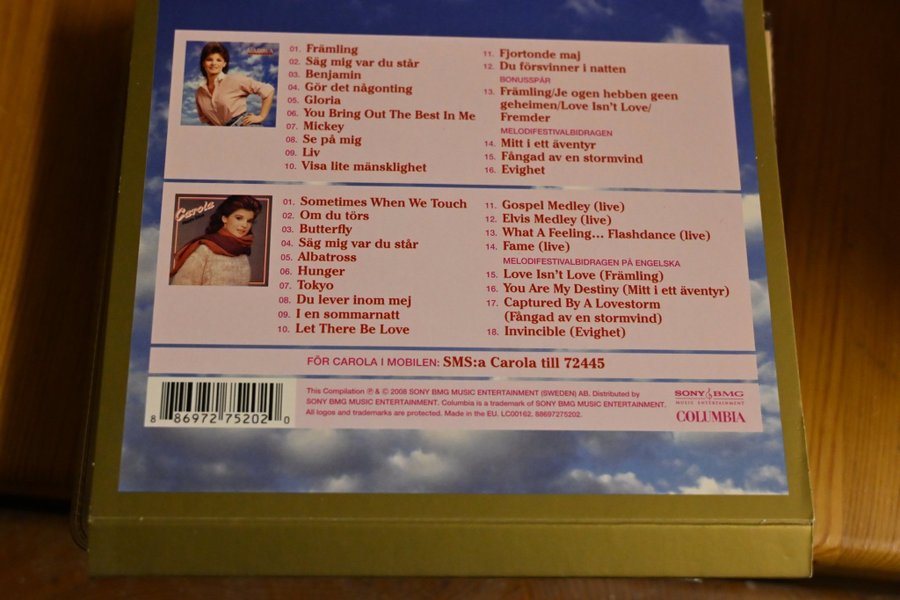 01. Främling
02. Säg mig var du står
03. Benjamin
04. Gör det någonting
05. Gloria
06. You Bring Out The Best In Me
07. Mickey
08. Se på mig
09. Liv
10. Visa lite mänsklighet
11. Fjortonde maj
12. Du försvinner i natten
BONUSSPÅR
13. Främling/Je ogen hebben geen
geheimen/Love Isn't Love/
Fremder
MELODIFESTIVALBIDRAGEN
14. Mitt i ett äventyr
15. Fångad av en stormvind
16. Evighet
Carola
01. Sometimes When We Touch
02. Om du törs
03. Butterfly
04. Säg mig var du står
05. Albatross
06. Hunger
07. Tokyo
08. Du lever inom mej
09. I en sommarnatt
10. Let There Be Love
11. Gospel Medley (live)
12. Elvis Medley (live)
13. What A Feeling... Flashdance (live)
14. Fame (live)
MELODIFESTIVALBIDRAGEN PÅ ENGELSKA
15. Love Isn't Love (Främling)
16. You Are My Destiny (Mitt i ett äventyr)
17. Captured By A Lovestorm
(Fångad av en stormvind)
18. Invincible (Evighet)
FÖR CAROLA I MOBILEN: SMS:a Carola till 72445
8 86972 75202 0
This Compilation ℗ & © 2008 SONY BMG MUSIC ENTERTAINMENT (SWEDEN) AB. Distributed by
SONY BMG MUSIC ENTERTAINMENT. Columbia is a trademark of SONY BMG MUSIC ENTERTAINMENT.
All logos and trademarks are protected. Made in the EU. LC00162. 88697275202.
SONY BMG
MUSIC ENTERTAINMENT
COLUMBIA